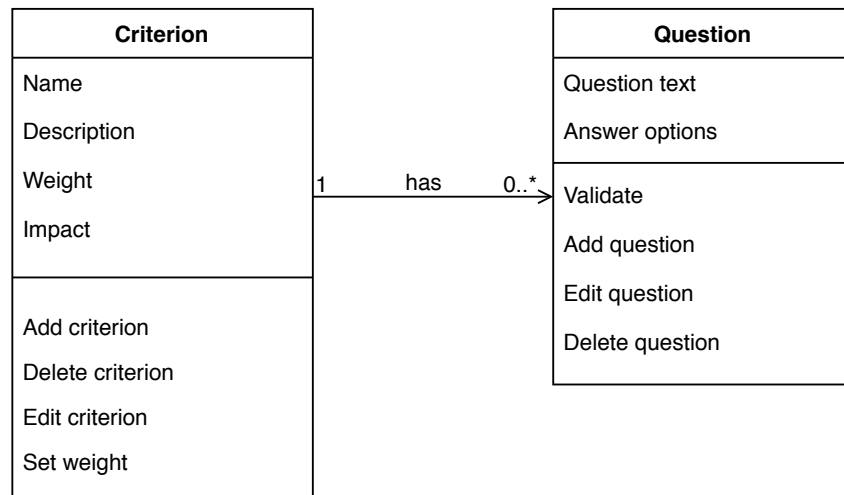 Criterion
Name
Description
Weight
Impact
Add criterion
Delete criterion
Edit criterion
Set weight
1 has 0..*
Question
Question text
Answer options
Validate
Add question
Edit question
Delete question